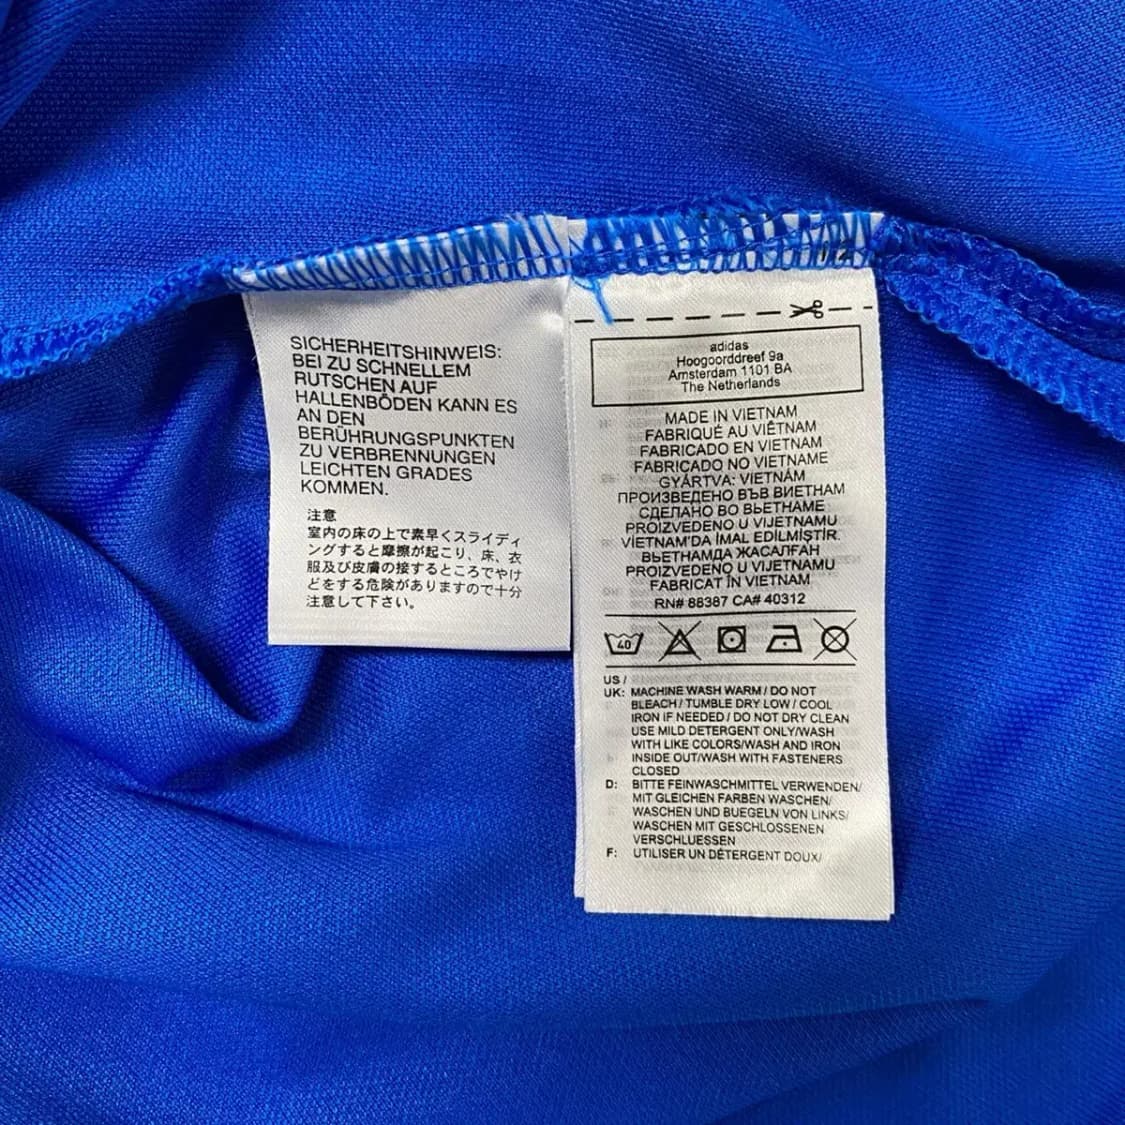 SICHERHEITSHINWEIS:
BEI ZU SCHNELLEM
RUTSCHEN AUF
HALLENBÖDEN KANN ES
AN DEN
BERÜHRUNGSPUNKTEN
ZU VERBRENNUNGEN
LEICHTEN GRADES
KOMMEN.
注意
室内の床の上で素早くスライディ
ングすると摩擦が起こり、床、衣
服及び皮膚の接するところでやけ
どをする危険がありますので十分
注意して下さい。
adidas
Hoogoorddreef 9a
Amsterdam 1101 BA
The Netherlands
MADE IN VIETNAM
FABRIQUÉ AU VIÊTNAM
FABRICADO EN VIETNAM
FABRICADO NO VIETNAME
GYÁRTVA: VIETNÁM
ПРОИЗВЕДЕНО ВЪВ ВИЕТНАМ
СДЕЛАНО ВО ВЬЕТНАМЕ
PROIZVEDENO U VIJETNAMU
VİETNAM'DA İMAL EDİLMİŞTİR.
ВЬЕТНАМДА ЖАСАЛҒАН
PROIZVEDENO U VIJETNAMU
FABRICAT ÎN VIETNAM
RN# 88387 CA# 40312
40
US /
UK: MACHINE WASH WARM / DO NOT
BLEACH / TUMBLE DRY LOW / COOL
IRON IF NEEDED / DO NOT DRY CLEAN
USE MILD DETERGENT ONLY/WASH
WITH LIKE COLORS/WASH AND IRON
INSIDE OUT/WASH WITH FASTENERS
CLOSED
D: BITTE FEINWASCHMITTEL VERWENDEN/
MIT GLEICHEN FARBEN WASCHEN/
WASCHEN UND BUEGELN VON LINKS/
WASCHEN MIT GESCHLOSSENEN
VERSCHLUESSEN
F: UTILISER UN DÉTERGENT DOUX/